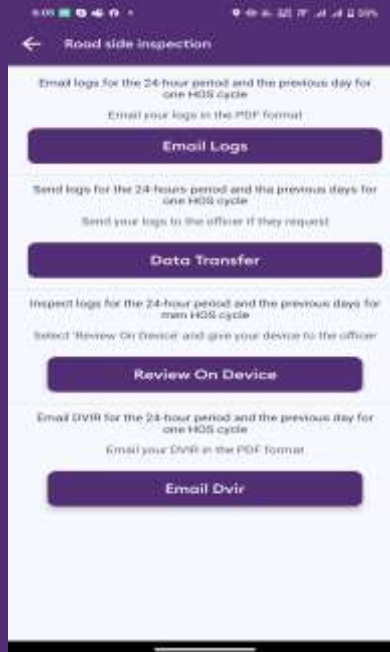 6:05
Road side inspection
Email logs for the 24-hour period and the previous day for
one HOS cycle
Email your logs in the PDF format
Email Logs
Send logs for the 24-hours period and the previous days for
one HOS cycle
Send your logs to the officer if they request
Data Transfer
Inspect logs for the 24-hour period and the previous days for
men HOS cycle
Select 'Review On Device' and give your device to the officer
Review On Device
Email DVIR for the 24-hour period and the previous day for
one HOS cycle
Email your DVIR in the PDF format
Email Dvir